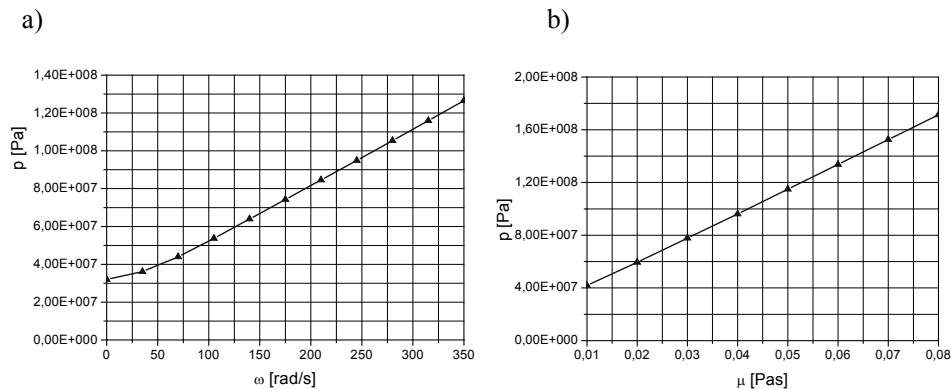 a)
1,40E+008
1,20E+008
1,00E+008
8,00E+007
6,00E+007
4,00E+007
2,00E+007
0,00E+000
p [Pa]
0 50 100 150 200 250 300 350
ω [rad/s]
b)
2,00E+008
1,60E+008
1,20E+008
8,00E+007
4,00E+007
0,00E+000
p [Pa]
0,01 0,02 0,03 0,04 0,05 0,06 0,07 0,08
μ [Pas]